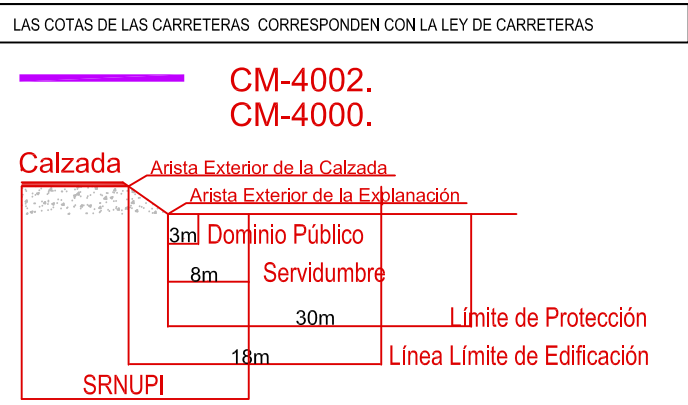 LAS COTAS DE LAS CARRETERAS CORRESPONDEN CON LA LEY DE CARRETERAS
CM-4002.
CM-4000.
Calzada
Arista Exterior de la Calzada
Arista Exterior de la Explanación
3m Dominio Público
8m Servidumbre
30m Límite de Protección
18m Línea Límite de Edificación
SRNUPI